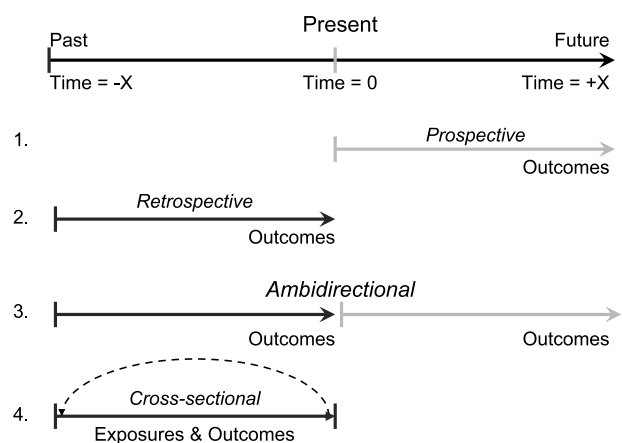 Present
Past Future
Time = -X Time = 0 Time = +X
1. Prospective
Outcomes
2. Retrospective
Outcomes
3. Ambidirectional
Outcomes Outcomes
Cross-sectional
4.
Exposures & Outcomes